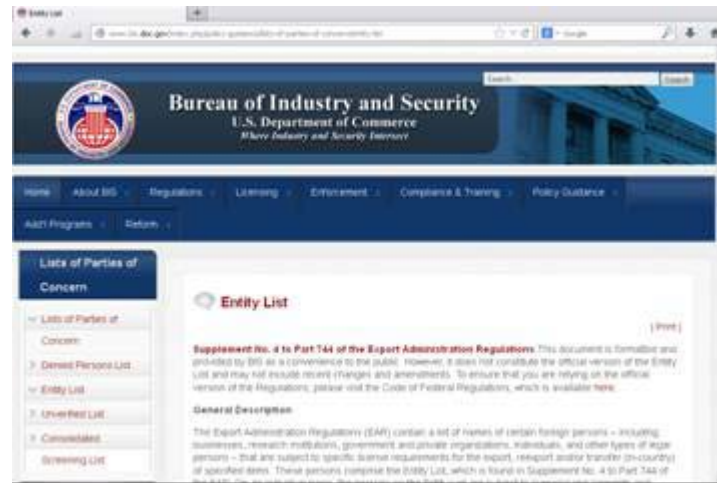 Entity List
doc.gov
Google
Search
Search
Bureau of Industry and Security
U.S. Department of Commerce
Where Industry and Security Intersect
Home
About BIS
Regulations
Licensing
Enforcement
Compliance & Training
Policy Guidance
Add'l Programs
Reform
Lists of Parties of
Concern
Lists of Parties of
Concern
Denied Persons List
Entity List
Unverified List
Consolidated
Screening List
Entity List
[ Print ]
Supplement No. 4 to Part 744 of the Export Administration Regulations This document is formatted and
provided by BIS as a convenience to the public. However, it does not constitute the official version of the Entity
List and may not include recent changes and amendments. To ensure that you are relying on the official
version of the Regulations, please visit the Code of Federal Regulations, which is available here.
General Description
The Export Administration Regulations (EAR) contain a list of names of certain foreign persons – including
businesses, research institutions, government and private organizations, individuals, and other types of legal
persons – that are subject to specific license requirements for the export, reexport and/or transfer (in-country)
of specified items. These persons comprise the Entity List, which is found in Supplement No. 4 to Part 744 of